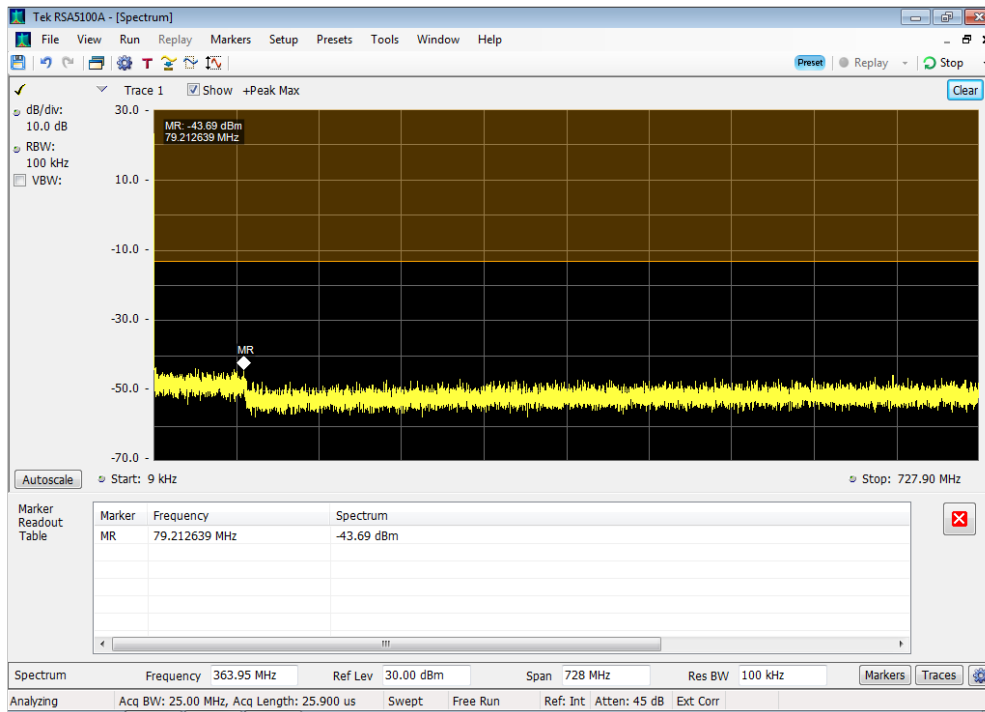 Tek RSA5100A - [Spectrum]
File View Run Replay Markers Setup Presets Tools Window Help
T Preset Replay Stop
Trace 1 Show +Peak Max Clear
dB/div:
10.0 dB
RBW:
100 kHz
VBW:
30.0
10.0
-10.0
-30.0
-50.0
-70.0
MR: -43.69 dBm
79.212639 MHz
MR
Autoscale Start: 9 kHz Stop: 727.90 MHz
Marker
Readout
Table
Marker Frequency Spectrum
MR 79.212639 MHz -43.69 dBm
Spectrum Frequency 363.95 MHz Ref Lev 30.00 dBm Span 728 MHz Res BW 100 kHz Markers Traces
Analyzing Acq BW: 25.00 MHz, Acq Length: 25.900 us Swept Free Run Ref: Int Atten: 45 dB Ext Corr